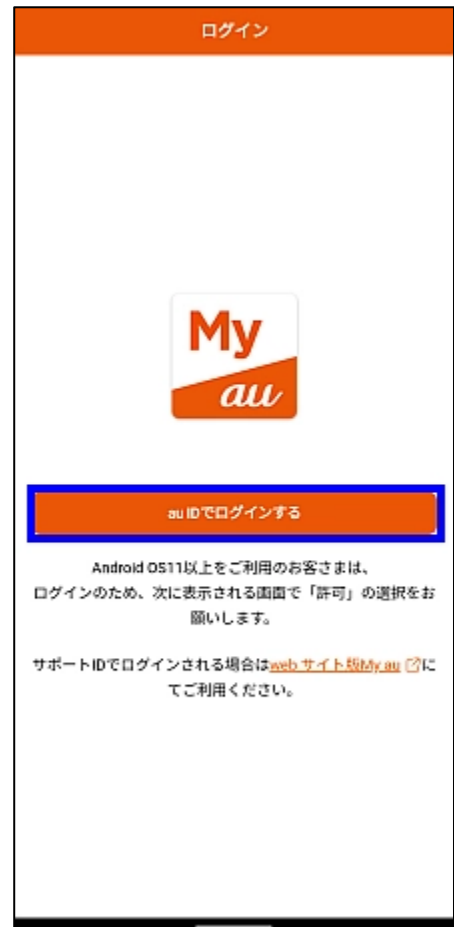 ログイン
My
au
au IDでログインする
Android OS11以上をご利用のお客さまは、
ログインのため、次に表示される画面で「許可」の選択をお
願いします。
サポートIDでログインされる場合はweb サイト版My au に
てご利用ください。